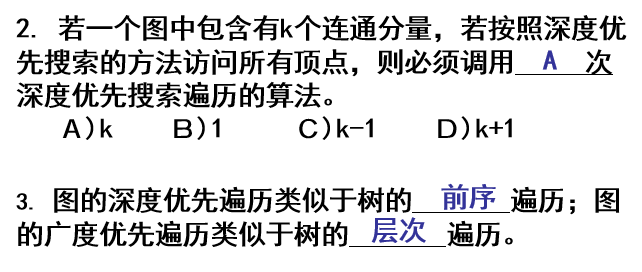 2. 若一个图中包含有k个连通分量，若按照深度优
先搜索的方法访问所有顶点，则必须调用 A 次
深度优先搜索遍历的算法。
A)k B)1 C)k-1 D)k+1
3. 图的深度优先遍历类似于树的 前序 遍历；图
的广度优先遍历类似于树的 层次 遍历。